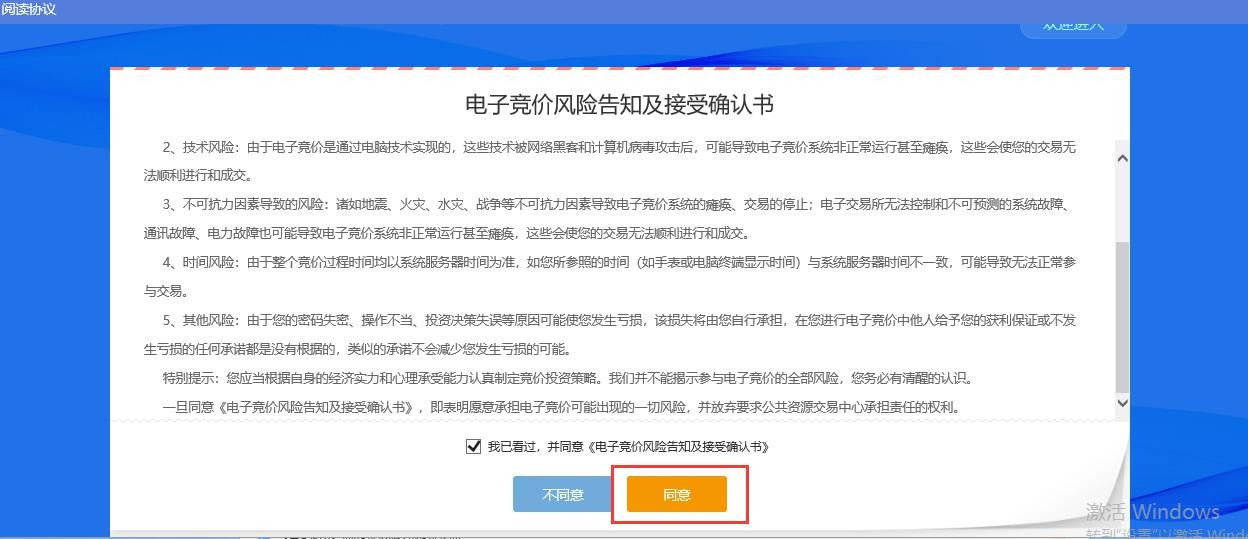 阅读协议
欢迎进入
电子竞价风险告知及接受确认书
2、技术风险：由于电子竞价是通过电脑技术实现的，这些技术被网络黑客和计算机病毒攻击后，可能导致电子竞价系统非正常运行甚至瘫痪，这些会使您的交易无
法顺利进行和成交。
3、不可抗力因素导致的风险：诸如地震、火灾、水灾、战争等不可抗力因素导致电子竞价系统的瘫痪、交易的停止；电子交易所无法控制和不可预测的系统故障、
通讯故障、电力故障也可能导致电子竞价系统非正常运行甚至瘫痪，这些会使您的交易无法顺利进行和成交。
4、时间风险：由于整个竞价过程时间均以系统服务器时间为准，如您所参照的时间（如手表或电脑终端显示时间）与系统服务器时间不一致，可能导致无法正常参
与交易。
5、其他风险：由于您的密码失密、操作不当、投资决策失误等原因可能使您发生亏损，该损失将由您自行承担，在您进行电子竞价中他人给予您的获利保证或不发
生亏损的任何承诺都是没有根据的，类似的承诺不会减少您发生亏损的可能。
特别提示：您应当根据自身的经济实力和心理承受能力认真制定竞价投资策略。我们并不能揭示参与电子竞价的全部风险，您务必有清醒的认识。
一旦同意《电子竞价风险告知及接受确认书》，即表明愿意承担电子竞价可能出现的一切风险，并放弃要求公共资源交易中心承担责任的权利。
我已看过，并同意《电子竞价风险告知及接受确认书》
不同意
同意
激活 Windows
转到"设置"以激活 Wind